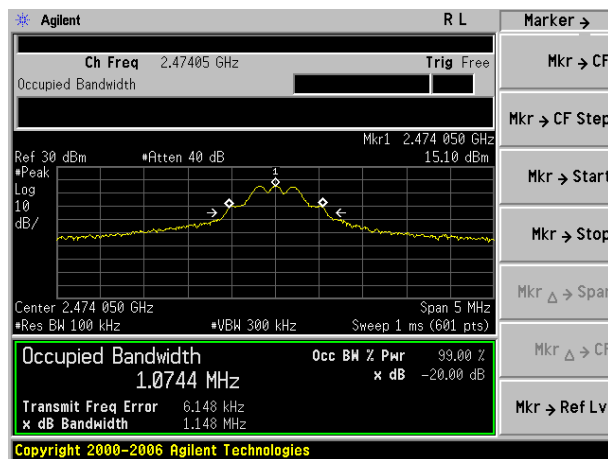 Agilent R L Marker →
Ch Freq 2.47405 GHz Trig Free
Occupied Bandwidth
Mkr → CF
Mkr → CF Step
Mkr1 2.474 050 GHz
Ref 30 dBm #Atten 40 dB 15.10 dBm
#Peak
Log
10
dB/
1
Mkr → Start
Mkr → Stop
Center 2.474 050 GHz Span 5 MHz
#Res BW 100 kHz #VBW 300 kHz Sweep 1 ms (601 pts)
Mkr Δ → Span
Mkr Δ → CF
Occupied Bandwidth Occ BW % Pwr 99.00 %
1.0744 MHz x dB -20.00 dB
Transmit Freq Error 6.148 kHz
x dB Bandwidth 1.148 MHz
Mkr → Ref Lv
Copyright 2000-2006 Agilent Technologies